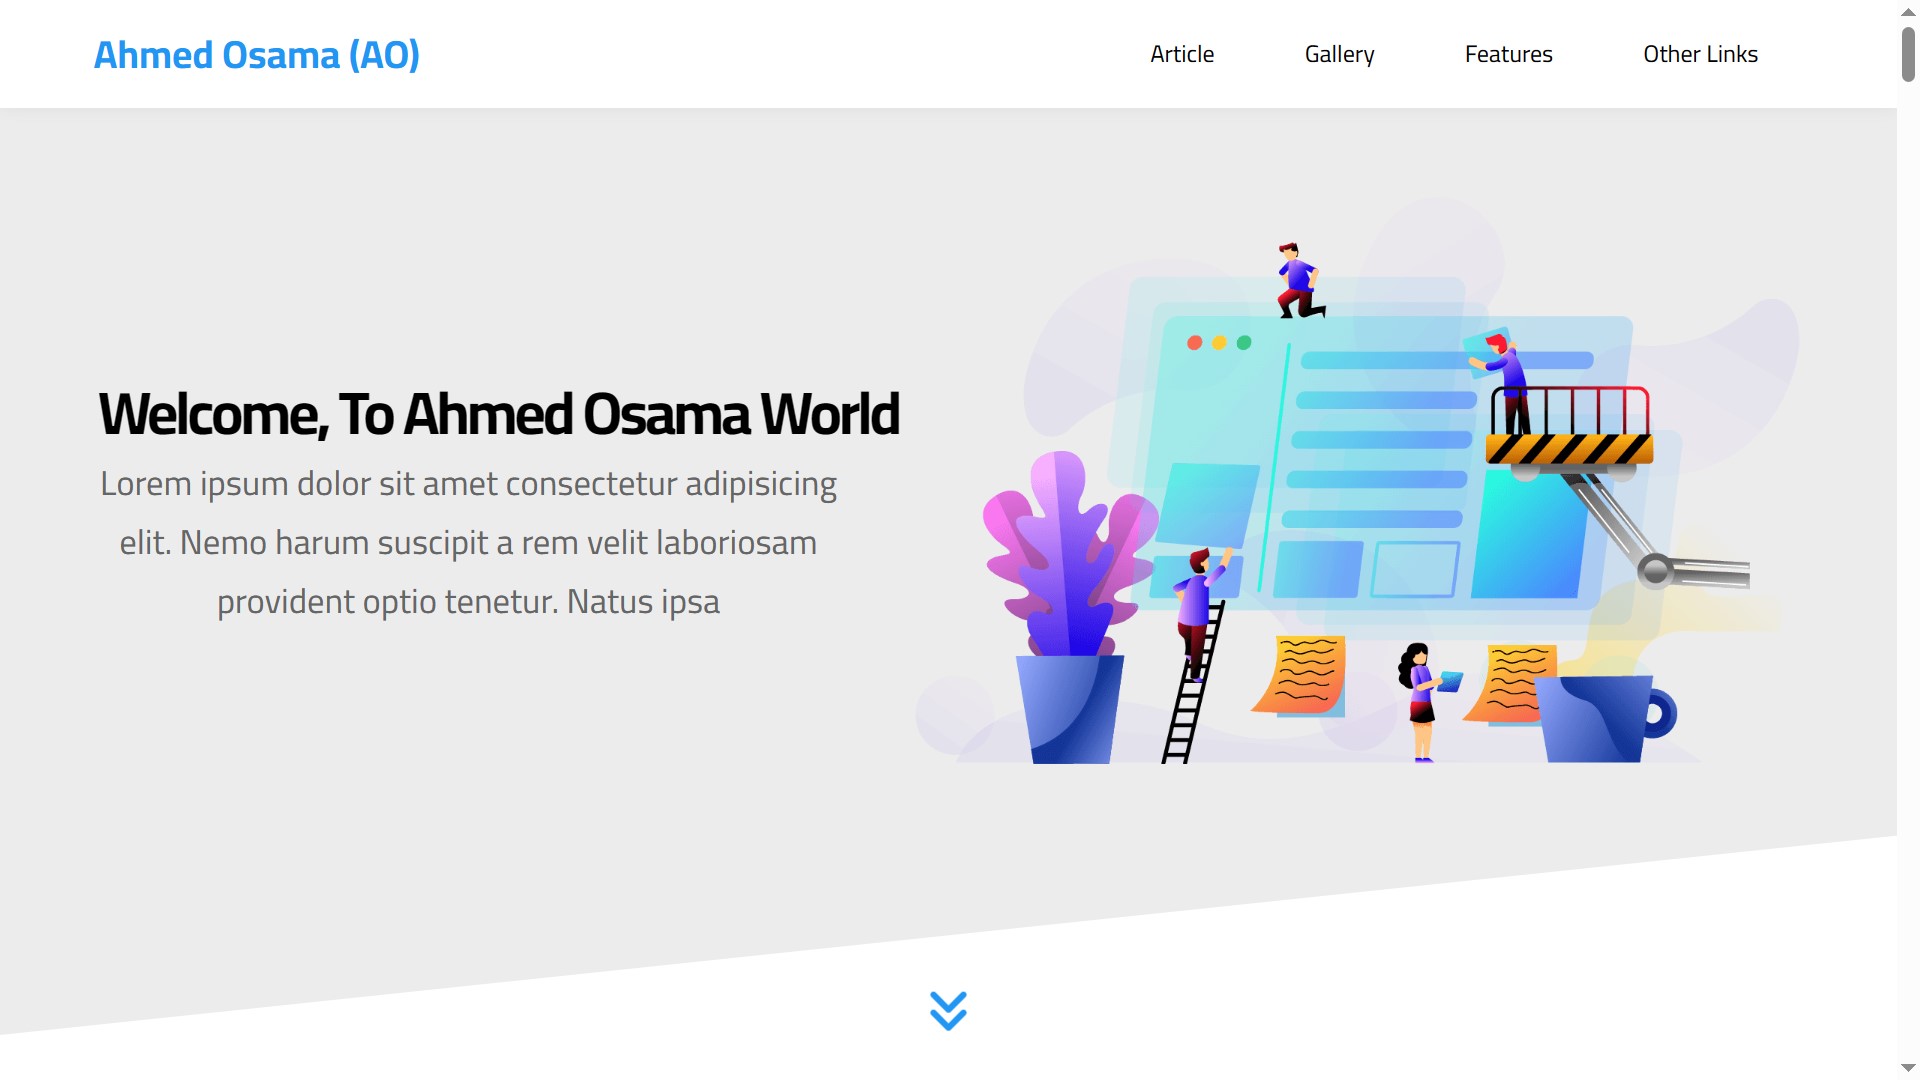 Ahmed Osama (AO)
Article
Gallery
Features
Other Links
Welcome, To Ahmed Osama World
Lorem ipsum dolor sit amet consectetur adipisicing
elit. Nemo harum suscipit a rem velit laboriosam
provident optio tenetur. Natus ipsa